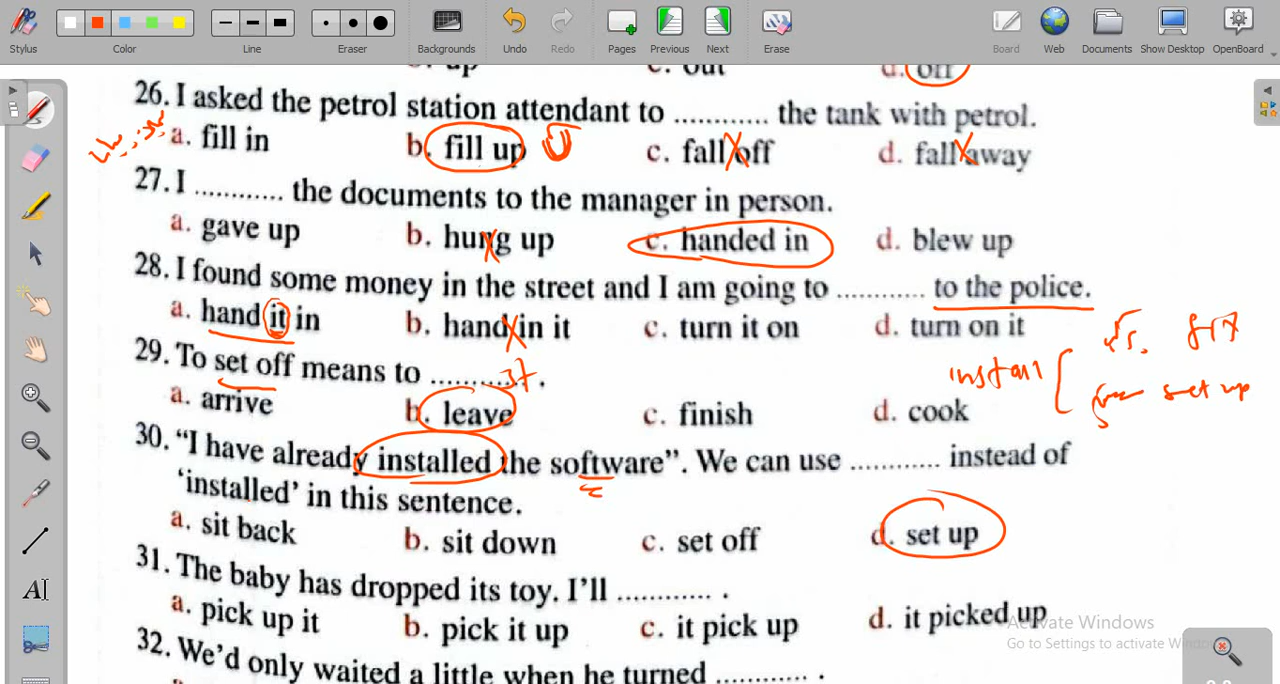 Stylus Color Line Eraser Backgrounds Undo Redo Pages Previous Next Erase Board Web Documents Show Desktop OpenBoard
b. up c. out d. off
26. I asked the petrol station attendant to ............ the tank with petrol.
a. fill in b. fill up c. fall off d. fall away
27. I ............ the documents to the manager in person.
a. gave up b. hung up c. handed in d. blew up
28. I found some money in the street and I am going to ............ to the police.
a. hand it in b. hand in it c. turn it on d. turn on it
29. To set off means to ............ .
install
fix
set up
a. arrive b. leave c. finish d. cook
30. “I have already installed the software”. We can use ............ instead of
‘installed’ in this sentence.
a. sit back b. sit down c. set off d. set up
31. The baby has dropped its toy. I’ll ............ .
a. pick up it b. pick it up c. it pick up d. it picked up
Activate Windows
Go to Settings to activate Windows
32. We’d only waited a little when he turned ............ .